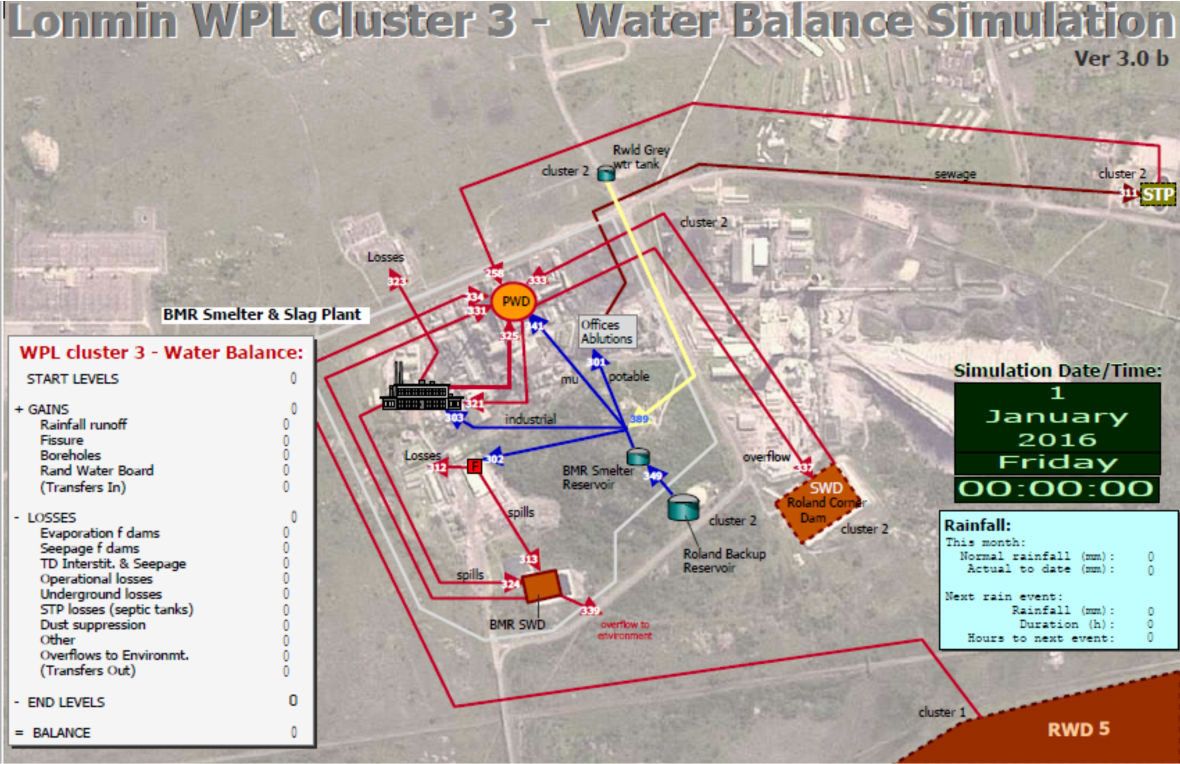 Lonmin WPL Cluster 3 - Water Balance Simulation
Ver 3.0 b
Rwld Grey
wtr tank
cluster 2
sewage
cluster 2
311
STP
cluster 2
Losses
323
258
333
334
331
PWD
325
341
BMR Smelter & Slag Plant
Offices
Ablutions
301
mu
potable
321
303
industrial
389
Losses
312
302
F
BMR Smelter
Reservoir
349
overflow
337
SWD
Roland Corner
Dam
cluster 2
cluster 2
Roland Backup
Reservoir
spills
313
spills
324
BMR SWD
339
overflow to
environment
cluster 1
RWD 5
WPL cluster 3 - Water Balance:
START LEVELS 0
+ GAINS 0
Rainfall runoff 0
Fissure 0
Boreholes 0
Rand Water Board 0
(Transfers In) 0
- LOSSES 0
Evaporation f dams 0
Seepage f dams 0
TD Interstit. & Seepage 0
Operational losses 0
Underground losses 0
STP losses (septic tanks) 0
Dust suppression 0
Other 0
Overflows to Environmt. 0
(Transfers Out) 0
- END LEVELS 0
= BALANCE 0
Simulation Date/Time:
1
January
2016
Friday
00:00:00
Rainfall:
This month:
Normal rainfall (mm): 0
Actual to date (mm): 0
Next rain event:
Rainfall (mm): 0
Duration (h): 0
Hours to next event: 0